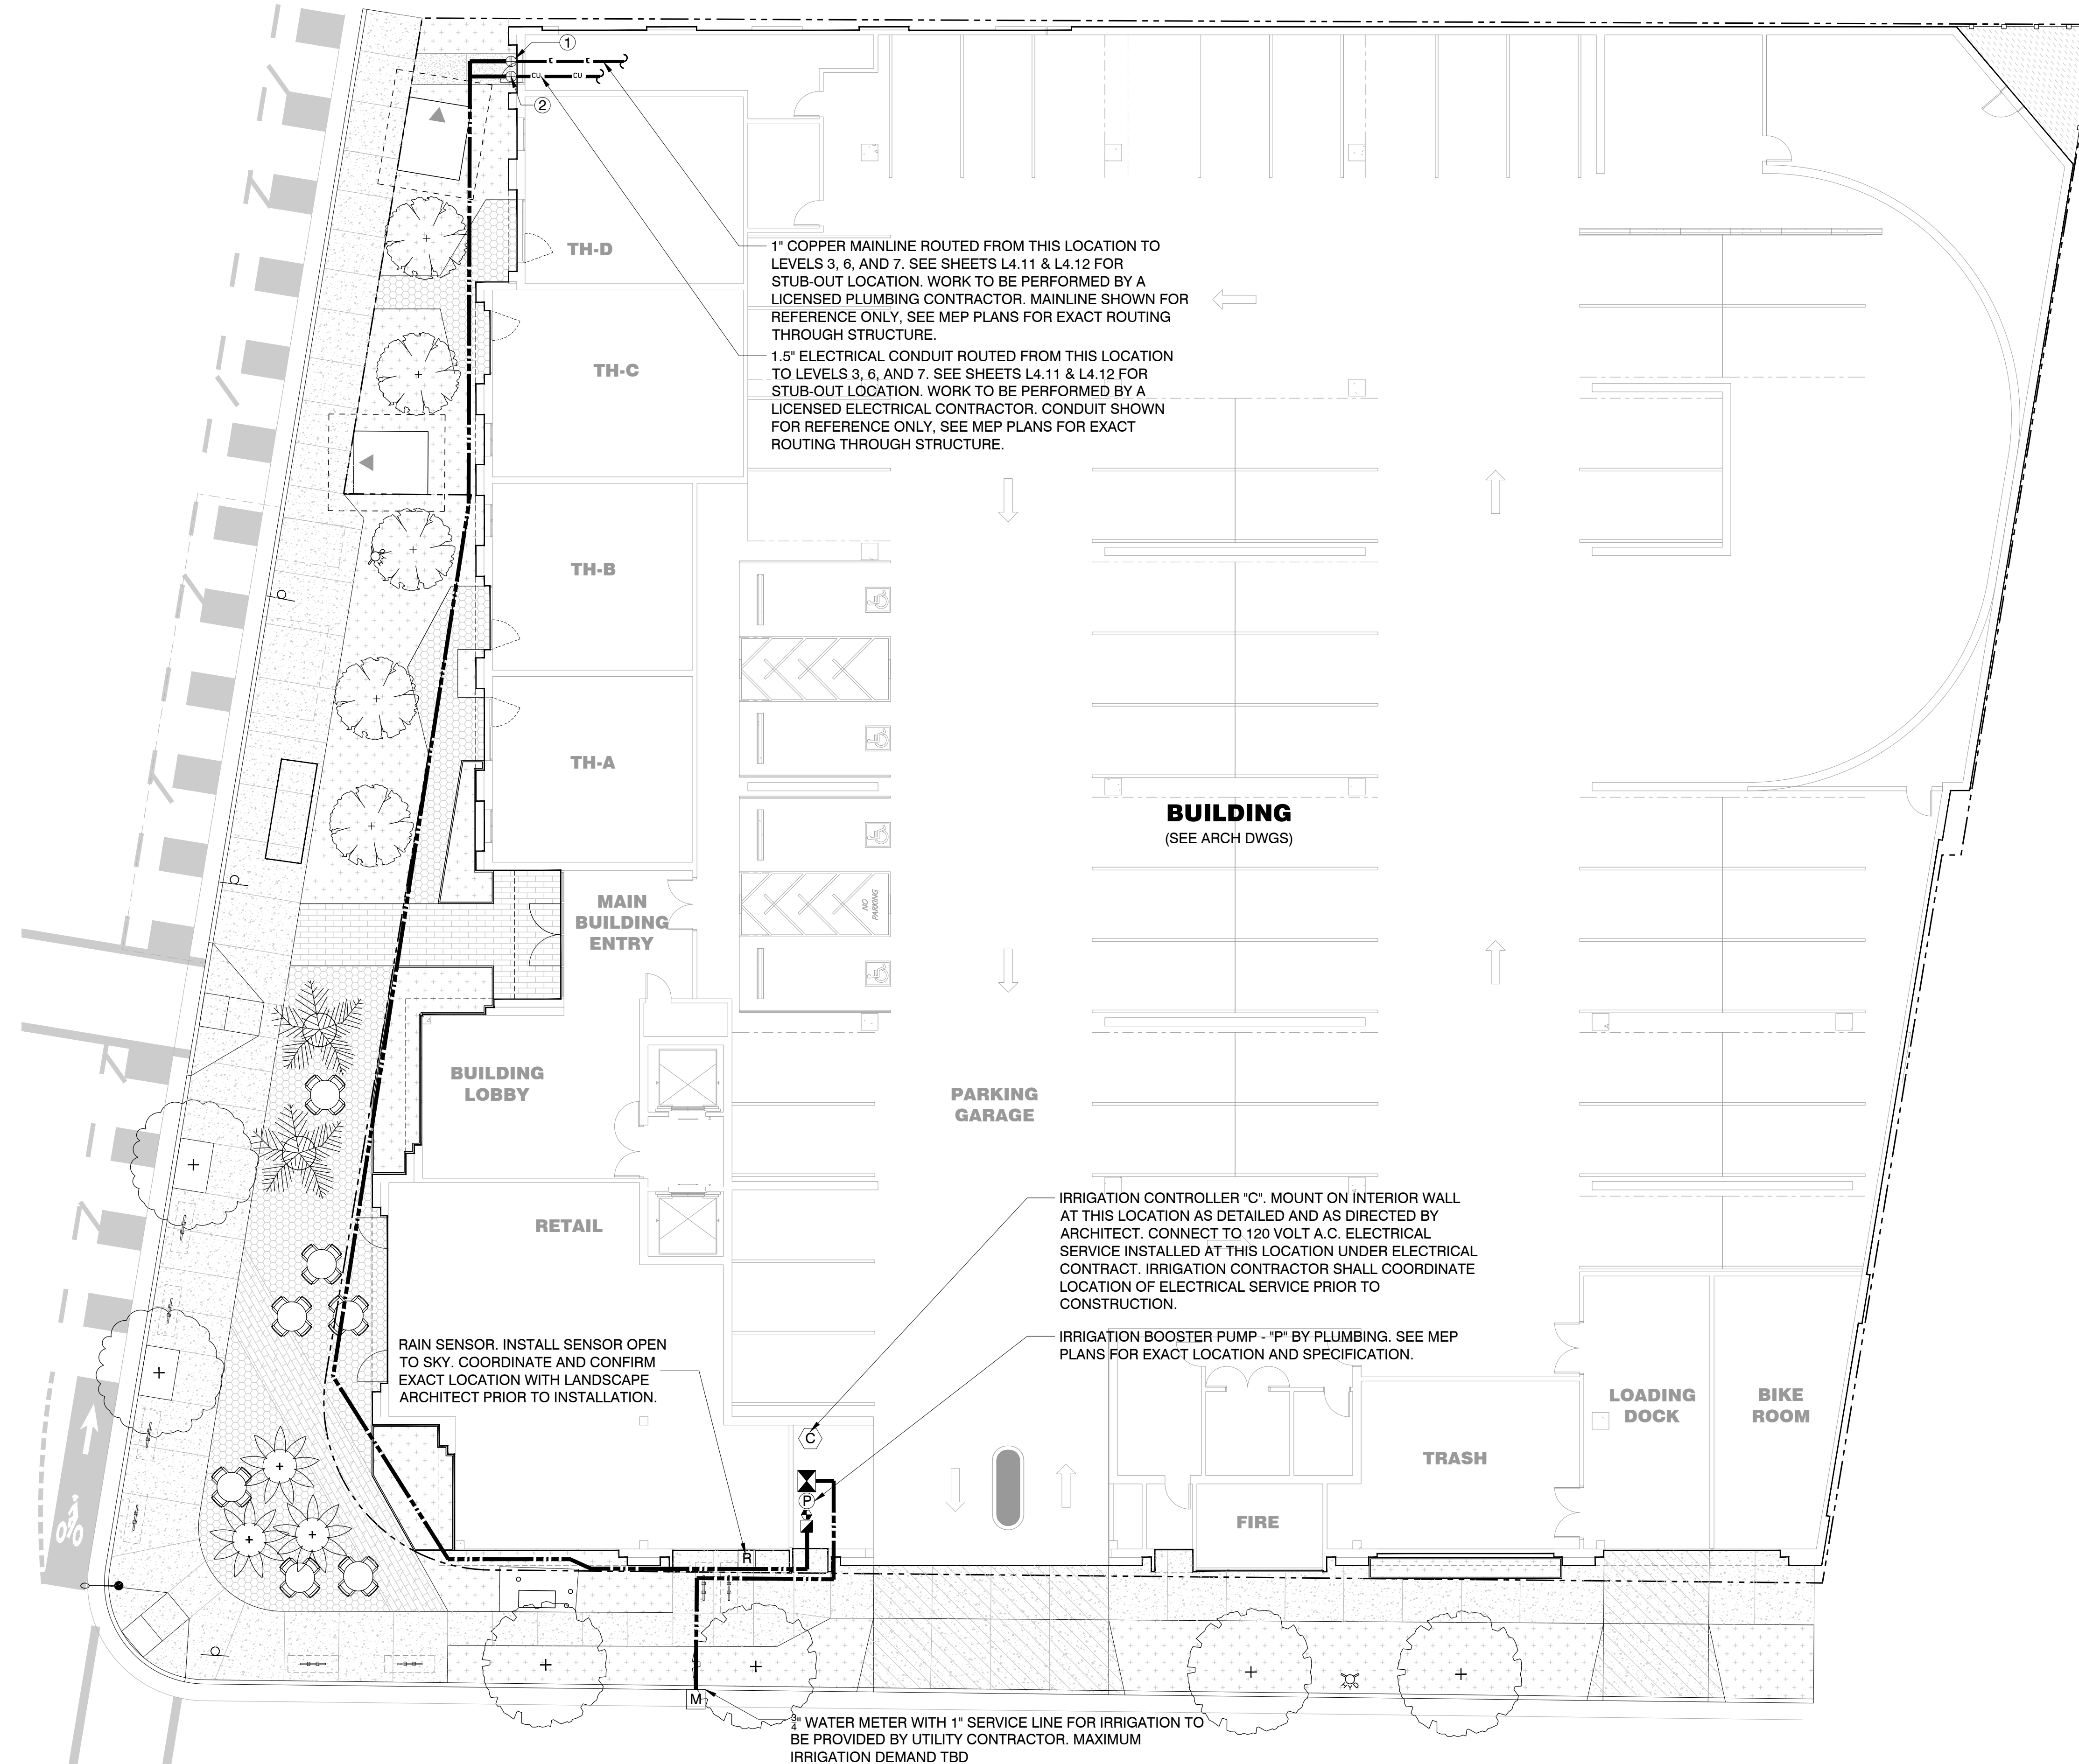 1
E E
CU CU
2
TH-D
1" COPPER MAINLINE ROUTED FROM THIS LOCATION TO
LEVELS 3, 6, AND 7. SEE SHEETS L4.11 & L4.12 FOR
STUB-OUT LOCATION. WORK TO BE PERFORMED BY A
LICENSED PLUMBING CONTRACTOR. MAINLINE SHOWN FOR
REFERENCE ONLY, SEE MEP PLANS FOR EXACT ROUTING
THROUGH STRUCTURE.
1.5" ELECTRICAL CONDUIT ROUTED FROM THIS LOCATION
TO LEVELS 3, 6, AND 7. SEE SHEETS L4.11 & L4.12 FOR
STUB-OUT LOCATION. WORK TO BE PERFORMED BY A
LICENSED ELECTRICAL CONTRACTOR. CONDUIT SHOWN
FOR REFERENCE ONLY, SEE MEP PLANS FOR EXACT
ROUTING THROUGH STRUCTURE.
TH-C
TH-B
TH-A
BUILDING
(SEE ARCH DWGS)
MAIN
BUILDING
ENTRY
NO
PARKING
BUILDING
LOBBY
PARKING
GARAGE
RETAIL
IRRIGATION CONTROLLER "C". MOUNT ON INTERIOR WALL
AT THIS LOCATION AS DETAILED AND AS DIRECTED BY
ARCHITECT. CONNECT TO 120 VOLT A.C. ELECTRICAL
SERVICE INSTALLED AT THIS LOCATION UNDER ELECTRICAL
CONTRACT. IRRIGATION CONTRACTOR SHALL COORDINATE
LOCATION OF ELECTRICAL SERVICE PRIOR TO
CONSTRUCTION.
IRRIGATION BOOSTER PUMP - "P" BY PLUMBING. SEE MEP
PLANS FOR EXACT LOCATION AND SPECIFICATION.
RAIN SENSOR. INSTALL SENSOR OPEN
TO SKY. COORDINATE AND CONFIRM
EXACT LOCATION WITH LANDSCAPE
ARCHITECT PRIOR TO INSTALLATION.
LOADING
DOCK
BIKE
ROOM
C
TRASH
P
FIRE
R
M
3/4" WATER METER WITH 1" SERVICE LINE FOR IRRIGATION TO
BE PROVIDED BY UTILITY CONTRACTOR. MAXIMUM
IRRIGATION DEMAND TBD